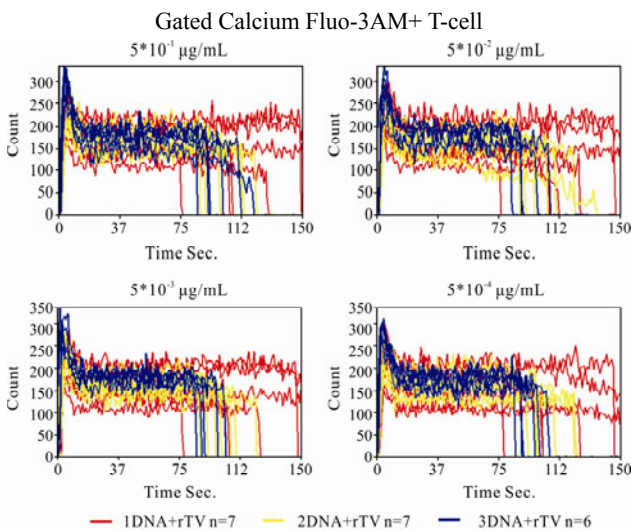 Gated Calcium Fluo-3AM+ T-cell
5*10⁻¹ µg/mL
5*10⁻² µg/mL
Count
300
250
200
150
100
50
0
0 37 75 112 150
Time Sec.
Count
300
250
200
150
100
50
0
0 37 75 112 150
Time Sec.
5*10⁻³ µg/mL
5*10⁻⁴ µg/mL
Count
350
300
250
200
150
100
50
0
0 37 75 112 150
Time Sec.
Count
350
300
250
200
150
100
50
0
0 37 75 112 150
Time Sec.
1DNA+rTV n=7 2DNA+rTV n=7 3DNA+rTV n=6